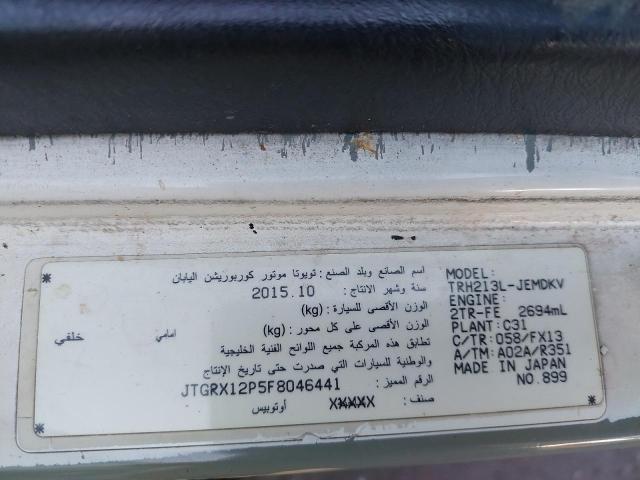 اسم الصانع وبلد الصنع : تويوتا موتور كوربوريشن اليابان
سنة وشهر الانتاج : 2015.10
الوزن الأقصى للسيارة : (kg)
الوزن الأقصى على كل محور : (kg) امامي خلفي
تطابق هذه المركبة جميع اللوائح الفنية الخليجية
والوطنية للسيارات التي صدرت حتى تاريخ الإنتاج
الرقم المميز : JTGRX12P5F8046441
صنف : XXXXX أوتوبيس
MODEL:
TRH213L-JEMDKV
ENGINE:
2TR-FE 2694mL
PLANT: C31
C/TR: 058/FX13
A/TM: A02A/R351
MADE IN JAPAN
NO.899